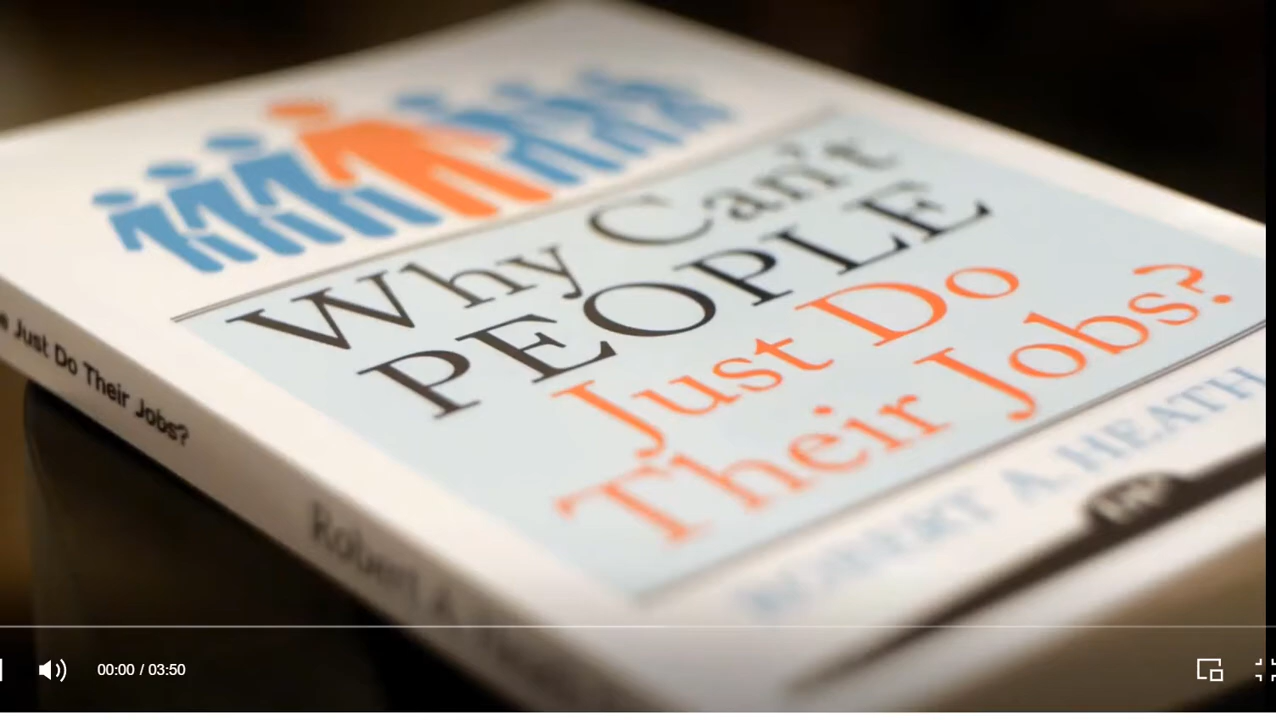 Why Can't
PEOPLE
Just Do
Their Jobs?
ROBERT A. HEATH
Just Do Their Jobs?
Robert A.
00:00 / 03:50